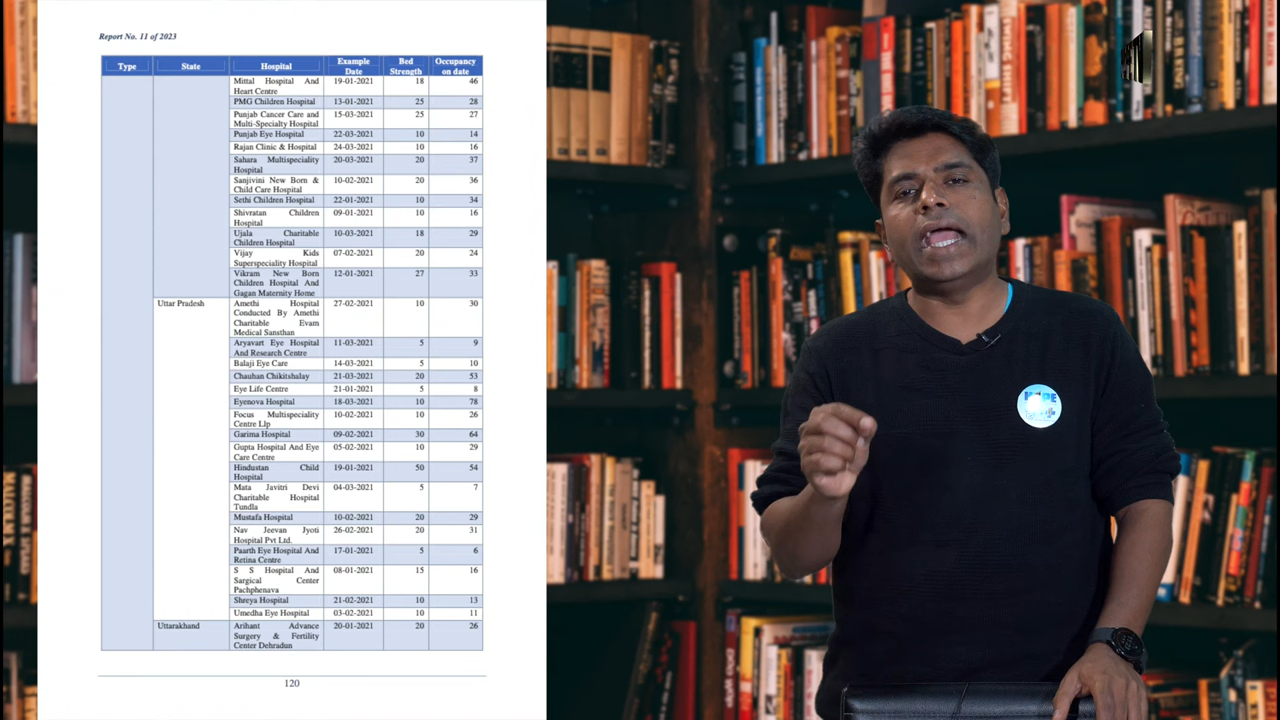 Report No. 11 of 2023
Type State Hospital Example Date Bed Strength Occupancy on date
Mittal Hospital And Heart Centre 19-01-2021 18 46
PMG Children Hospital 13-01-2021 25 28
Punjab Cancer Care and Multi-Specialty Hospital 15-03-2021 25 27
Punjab Eye Hospital 22-03-2021 10 14
Rajan Clinic & Hospital 24-03-2021 10 16
Sahara Multispeciality Hospital 20-03-2021 20 37
Sanjivini New Born & Child Care Hospital 10-02-2021 20 36
Sethi Children Hospital 22-01-2021 10 34
Shivratan Children Hospital 09-01-2021 10 16
Ujala Charitable Children Hospital 10-03-2021 18 29
Vijay Kids Superspeciality Hospital 07-02-2021 20 24
Vikram New Born Children Hospital And Gagan Maternity Home 12-01-2021 27 33
Uttar Pradesh Amethi Hospital Conducted By Amethi Charitable Evam Medical Sansthan 27-02-2021 10 30
Aryavart Eye Hospital And Research Centre 11-03-2021 5 9
Balaji Eye Care 14-03-2021 5 10
Chauhan Chikitshalay 21-03-2021 20 53
Eye Life Centre 21-01-2021 5 8
Eyenova Hospital 18-03-2021 10 78
Focus Multispeciality Centre Llp 10-02-2021 10 26
Garima Hospital 09-02-2021 30 64
Gupta Hospital And Eye Care Centre 05-02-2021 10 29
Hindustan Child Hospital 19-01-2021 50 54
Mata Javitri Devi Charitable Hospital Tundla 04-03-2021 5 7
Mustafa Hospital 10-02-2021 20 29
Nav Jeevan Jyoti Hospital Pvt Ltd. 26-02-2021 20 31
Paarth Eye Hospital And Retina Centre 17-01-2021 5 6
S S Hospital And Sargical Center Pachphenava 08-01-2021 15 16
Shreya Hospital 21-02-2021 10 13
Umedha Eye Hospital 03-02-2021 10 11
Uttarakhand Arihant Advance Surgery & Fertility Center Dehradun 20-01-2021 20 26
120